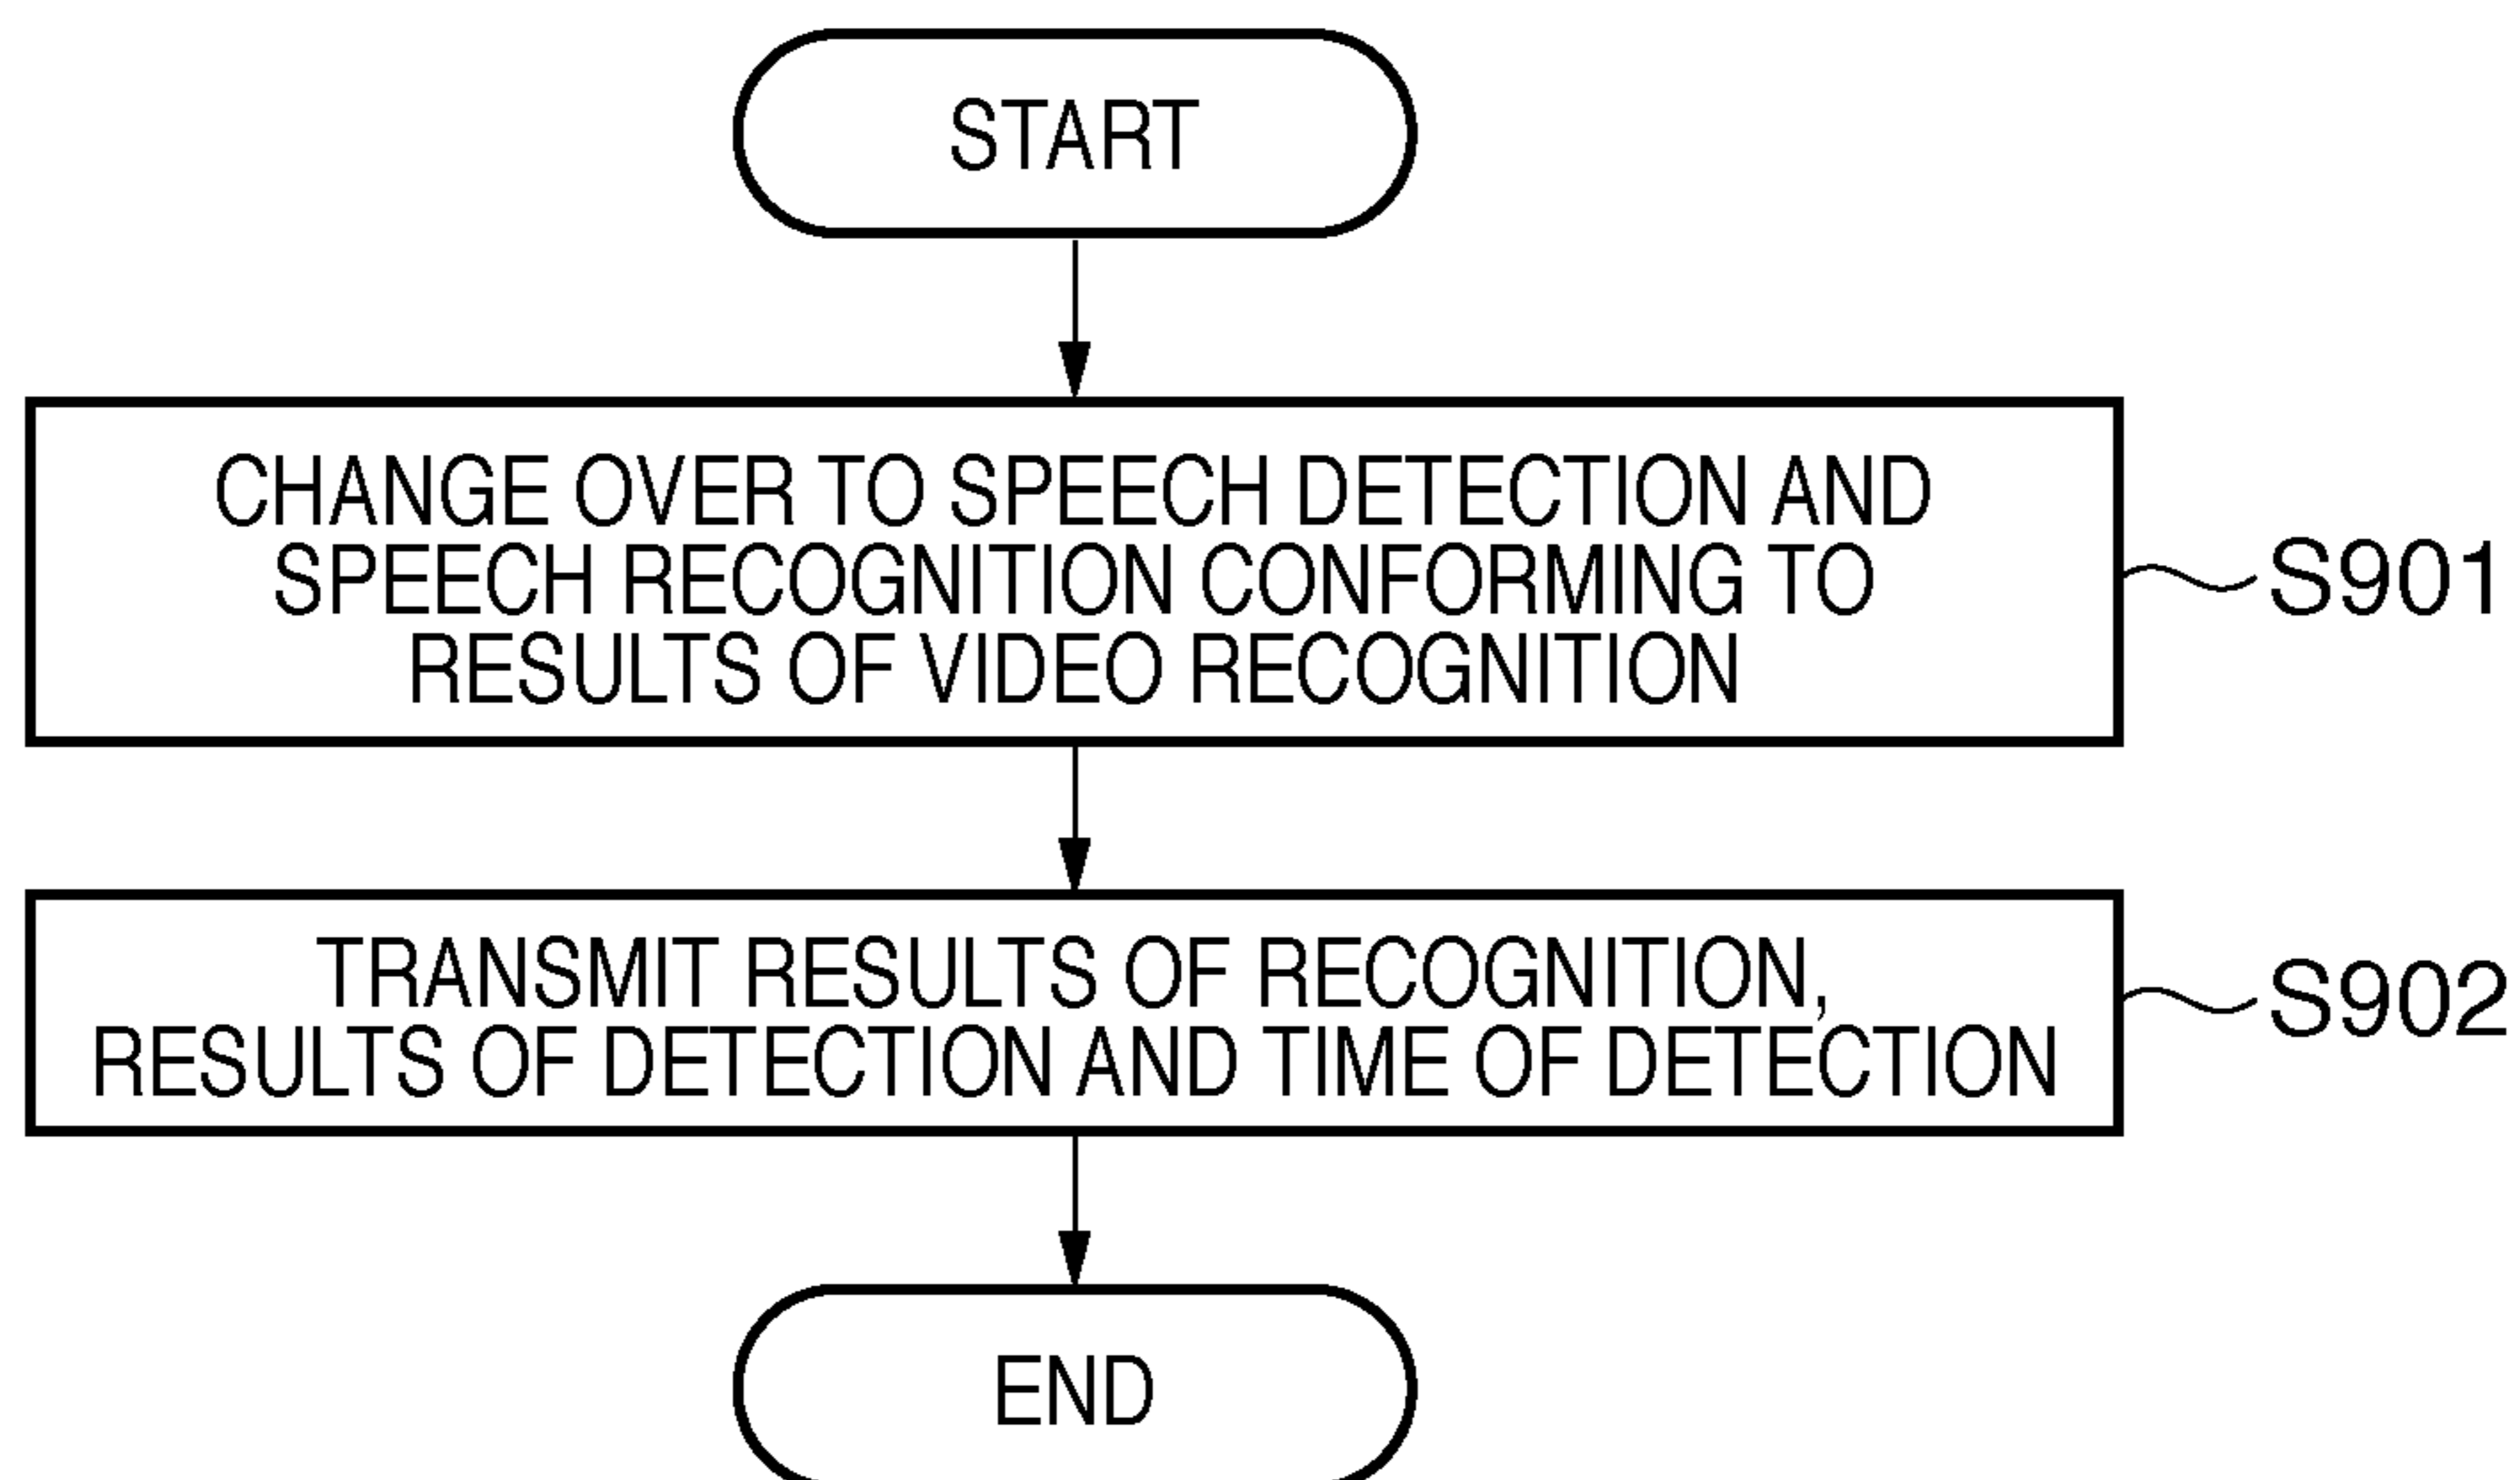 START
CHANGE OVER TO SPEECH DETECTION AND
SPEECH RECOGNITION CONFORMING TO
RESULTS OF VIDEO RECOGNITION
S901
TRANSMIT RESULTS OF RECOGNITION,
RESULTS OF DETECTION AND TIME OF DETECTION
S902
END